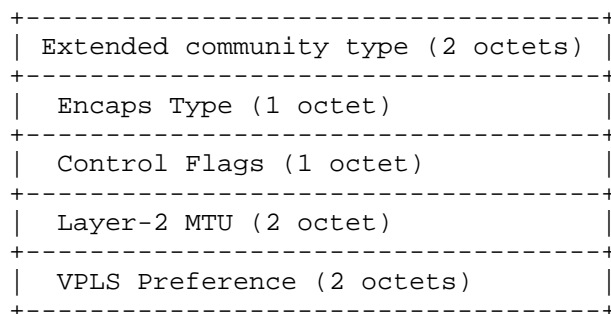 Extended community type (2 octets)
Encaps Type (1 octet)
Control Flags (1 octet)
Layer-2 MTU (2 octet)
VPLS Preference (2 octets)